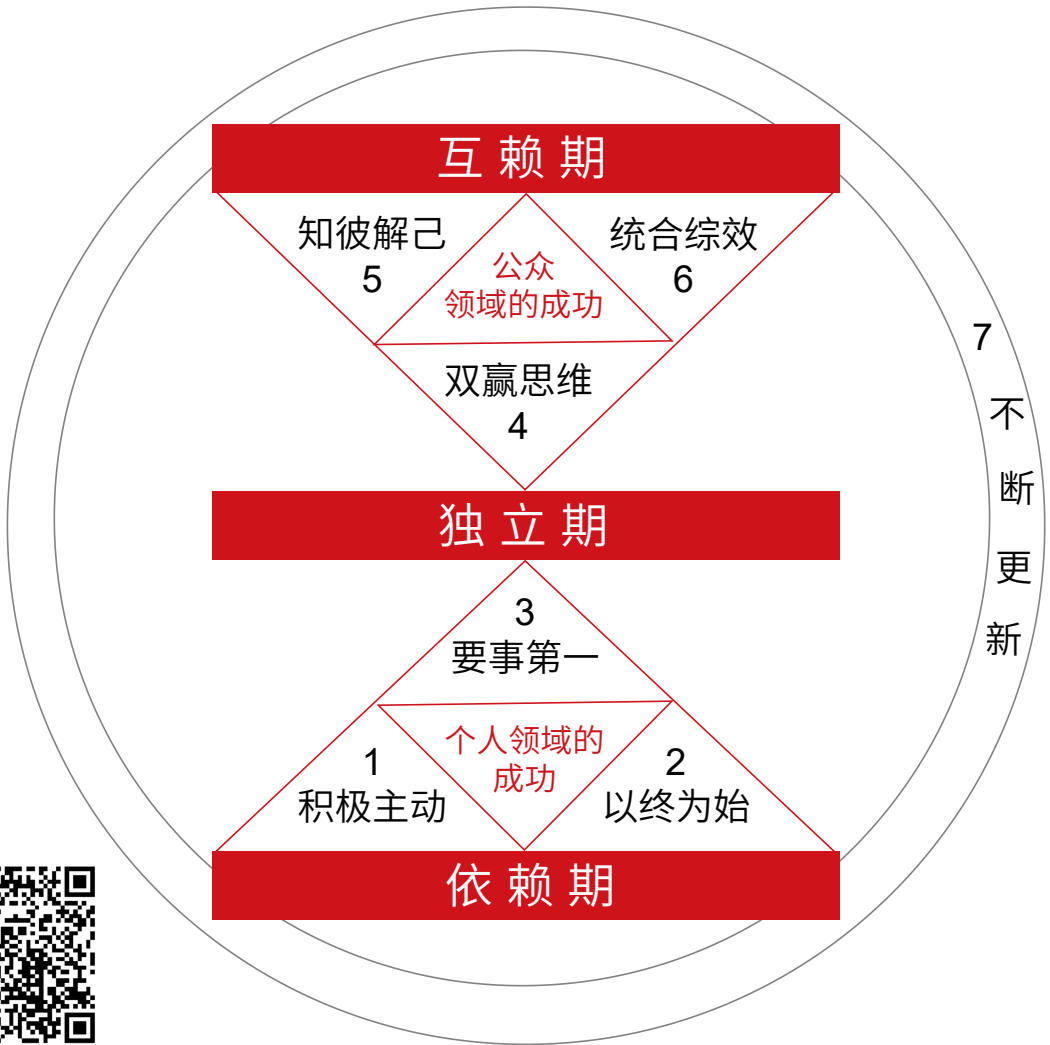 互赖期
知彼解己
5
公众
领域的成功
统合综效
6
双赢思维
4
独立期
3
要事第一
个人领域的
成功
1
积极主动
2
以终为始
依赖期
7
不
断
更
新